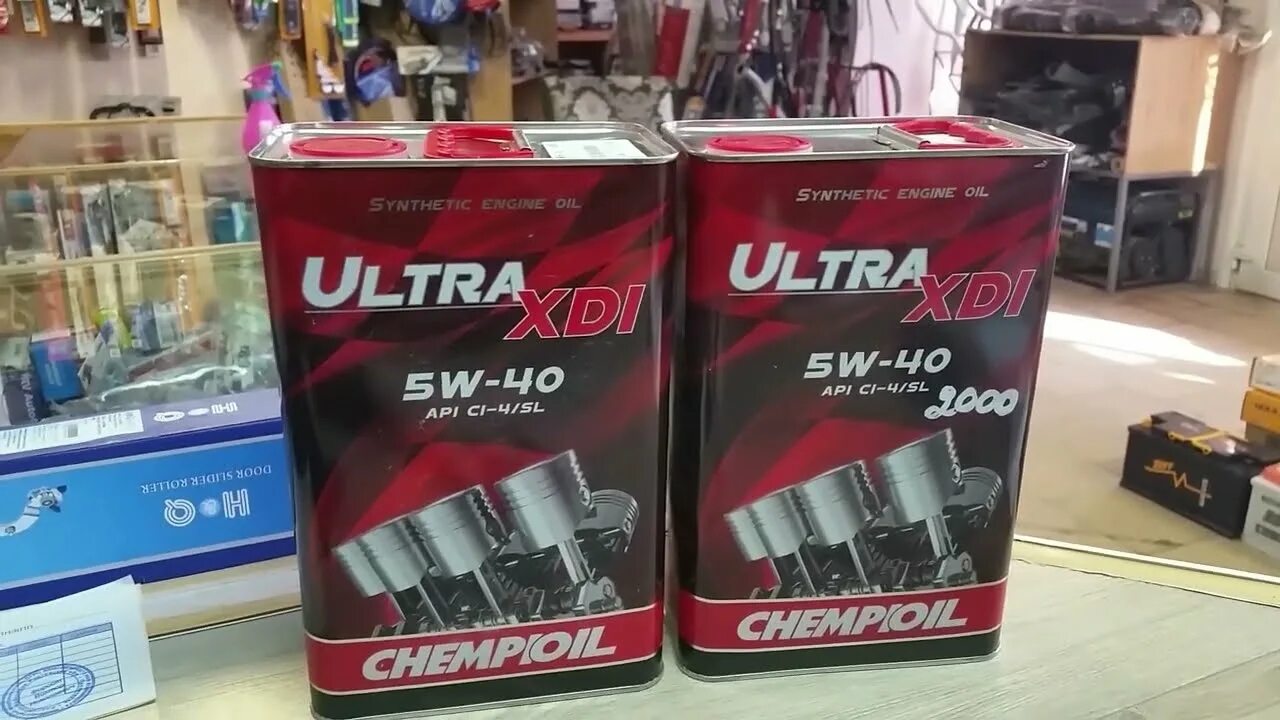 SYNTHETIC ENGINE OIL
ULTRA
XDI
5W-40
API CI-4/SL
CHEMPIOIL
SYNTHETIC ENGINE OIL
ULTRA
XDI
5W-40
API CI-4/SL
2000
CHEMPIOIL
DOOR SLIDER ROLLER